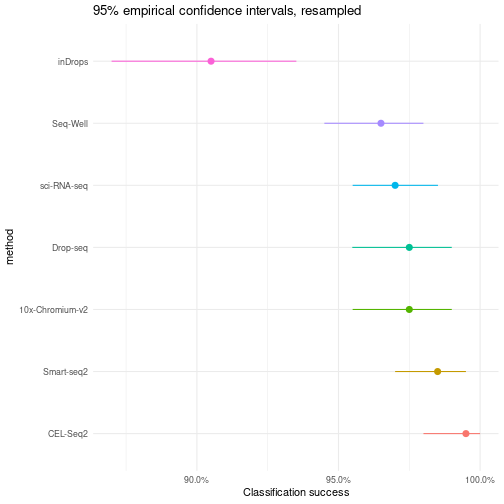 95% empirical confidence intervals, resampled
inDrops
Seq-Well
sci-RNA-seq
Drop-seq
10x-Chromium-v2
Smart-seq2
CEL-Seq2
method
90.0%
95.0%
100.0%
Classification success